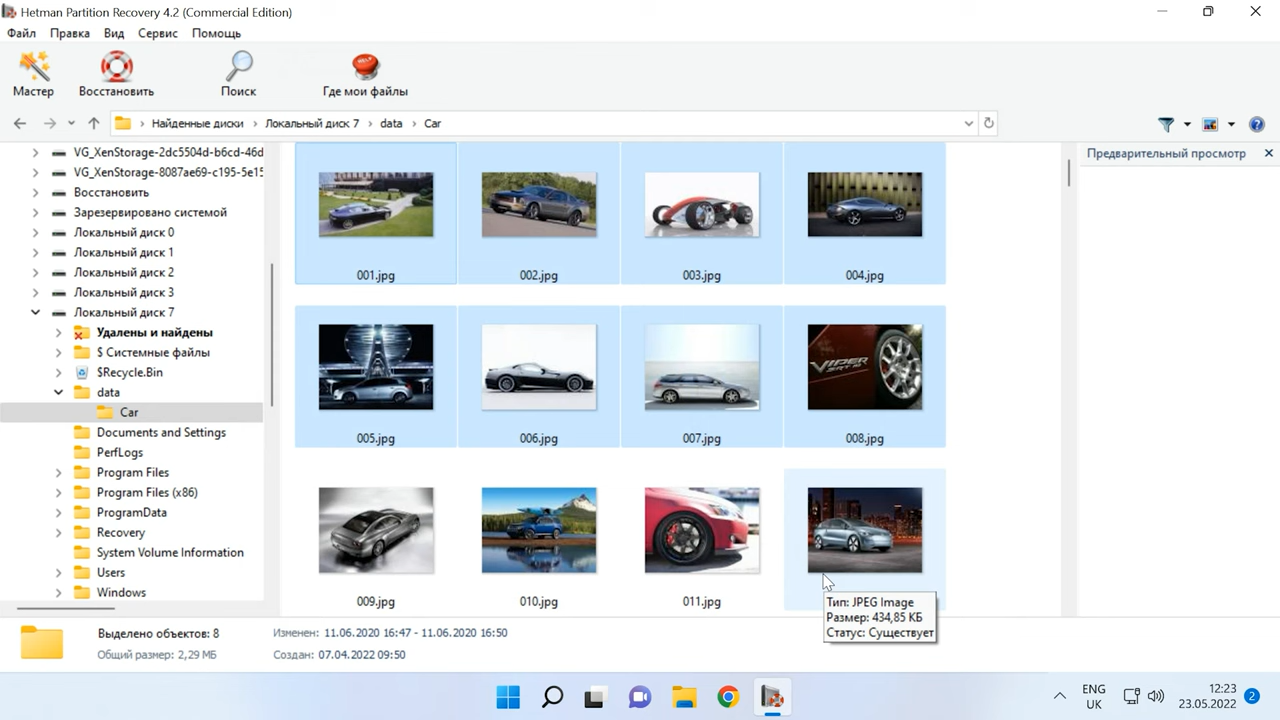 Hetman Partition Recovery 4.2 (Commercial Edition)
Файл Правка Вид Сервис Помощь
Мастер Восстановить Поиск Где мои файлы
Найденные диски Локальный диск 7 data Car
Предварительный просмотр
VG_XenStorage-2dc5504d-b6cd-46d
VG_XenStorage-8087ae69-c195-5e15
Восстановить
Зарезервировано системой
Локальный диск 0
Локальный диск 1
Локальный диск 2
Локальный диск 3
Локальный диск 7
Удалены и найдены
$ Системные файлы
$Recycle.Bin
data
Car
Documents and Settings
PerfLogs
Program Files
Program Files (x86)
ProgramData
Recovery
System Volume Information
Users
Windows
001.jpg 002.jpg 003.jpg 004.jpg
VIPER
SRT 10
005.jpg 006.jpg 007.jpg 008.jpg
009.jpg 010.jpg 011.jpg
Тип: JPEG Image
Размер: 434,85 КБ
Статус: Существует
Выделено объектов: 8
Общий размер: 2,29 МБ
Изменен: 11.06.2020 16:47 - 11.06.2020 16:50
Создан: 07.04.2022 09:50
ENG
UK
12:23
23.05.2022
2